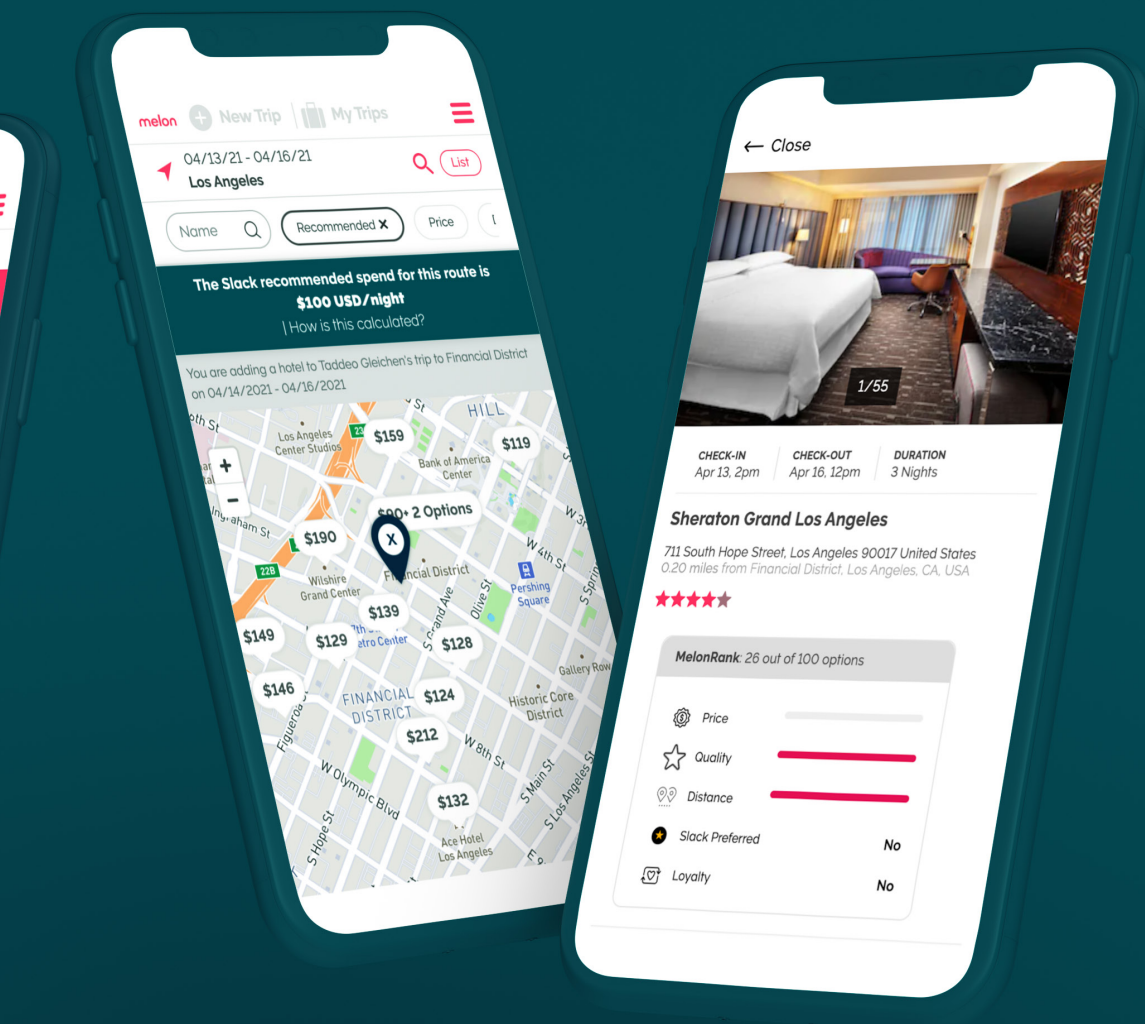 melon New Trip My Trips
04/13/21 - 04/16/21
Los Angeles
List
Name Recommended X Price
The Slack recommended spend for this route is
$100 USD/night
| How is this calculated?
You are adding a hotel to Taddeo Gleichen's trip to Financial District
on 04/14/2021 - 04/16/2021
HILL
Los Angeles
Center Studios
$159
$119
Bank of America
Center
+
−
$90+ 2 Options
Ingraham St
$190
X
22B
Wilshire
Grand Center
Financial District
W 4th St
Pershing
Square
Olive St
S Grand Ave
$139
$149
$129
$128
Gallery Row
$146
FINANCIAL
DISTRICT
$124
Historic Core
District
$212
W 8th St
W Olympic Blvd
S Main St
S Los Angeles St
$132
S Hope St
Ace Hotel
Los Angeles
← Close
1/55
CHECK-IN
Apr 13, 2pm
CHECK-OUT
Apr 16, 12pm
DURATION
3 Nights
Sheraton Grand Los Angeles
711 South Hope Street, Los Angeles 90017 United States
0.20 miles from Financial District, Los Angeles, CA, USA
MelonRank: 26 out of 100 options
Price
Quality
Distance
Slack Preferred No
Loyalty No